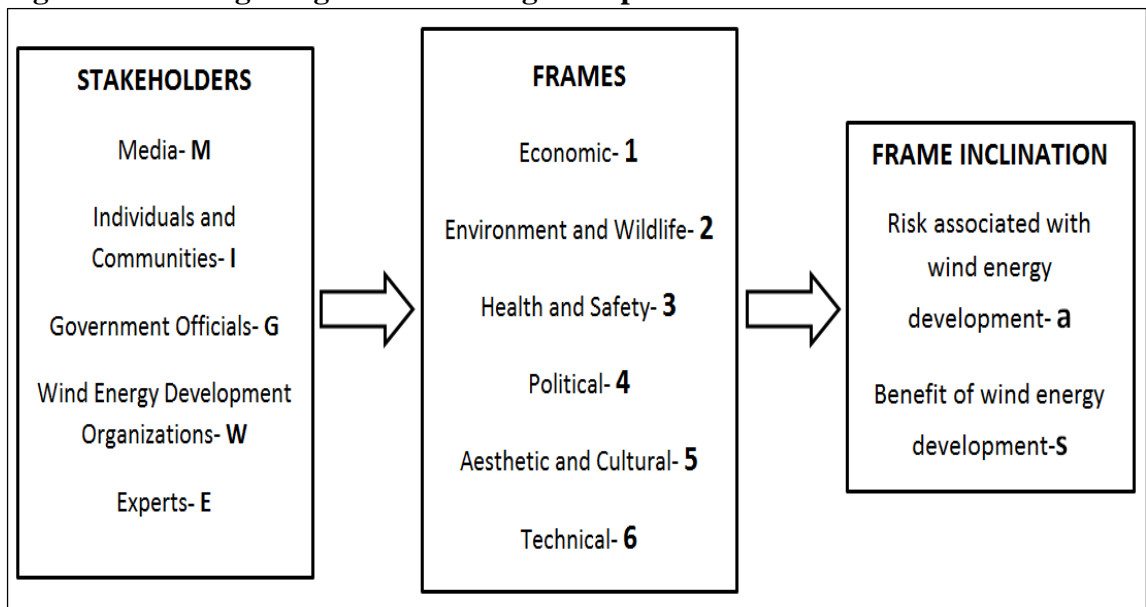 STAKEHOLDERS
Media- M
Individuals and
Communities- I
Government Officials- G
Wind Energy Development
Organizations- W
Experts- E
FRAMES
Economic- 1
Environment and Wildlife- 2
Health and Safety- 3
Political- 4
Aesthetic and Cultural- 5
Technical- 6
FRAME INCLINATION
Risk associated with
wind energy
development- a
Benefit of wind energy
development-s